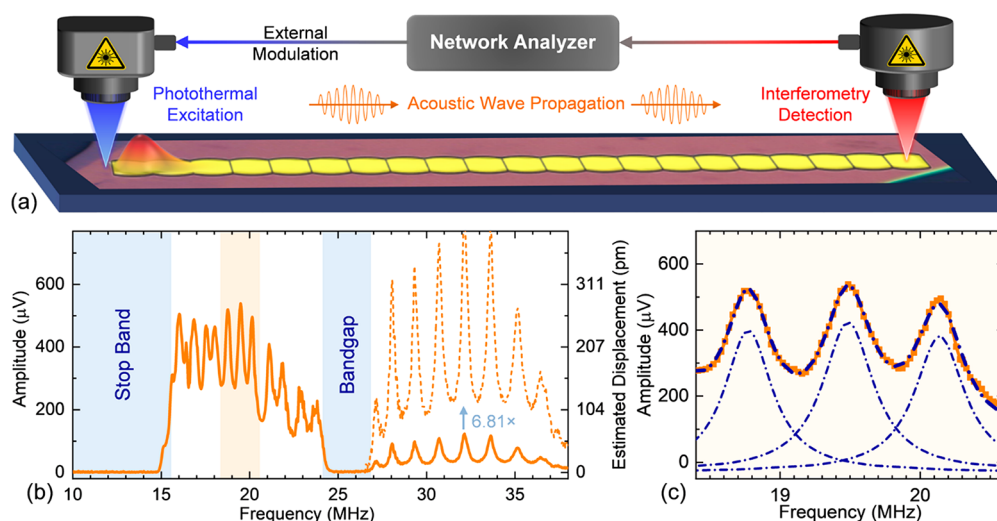 External
Modulation
Network Analyzer
Photothermal
Excitation
Acoustic Wave Propagation
Interferometry
Detection
(a)
Amplitude (μV)
600
400
200
0
Stop Band
Bandgap
6.81×
311
207
104
0
Estimated Displacement (pm)
10 15 20 25 30 35
Frequency (MHz)
(b)
Amplitude (μV)
600
400
200
0
19 20
Frequency (MHz)
(c)